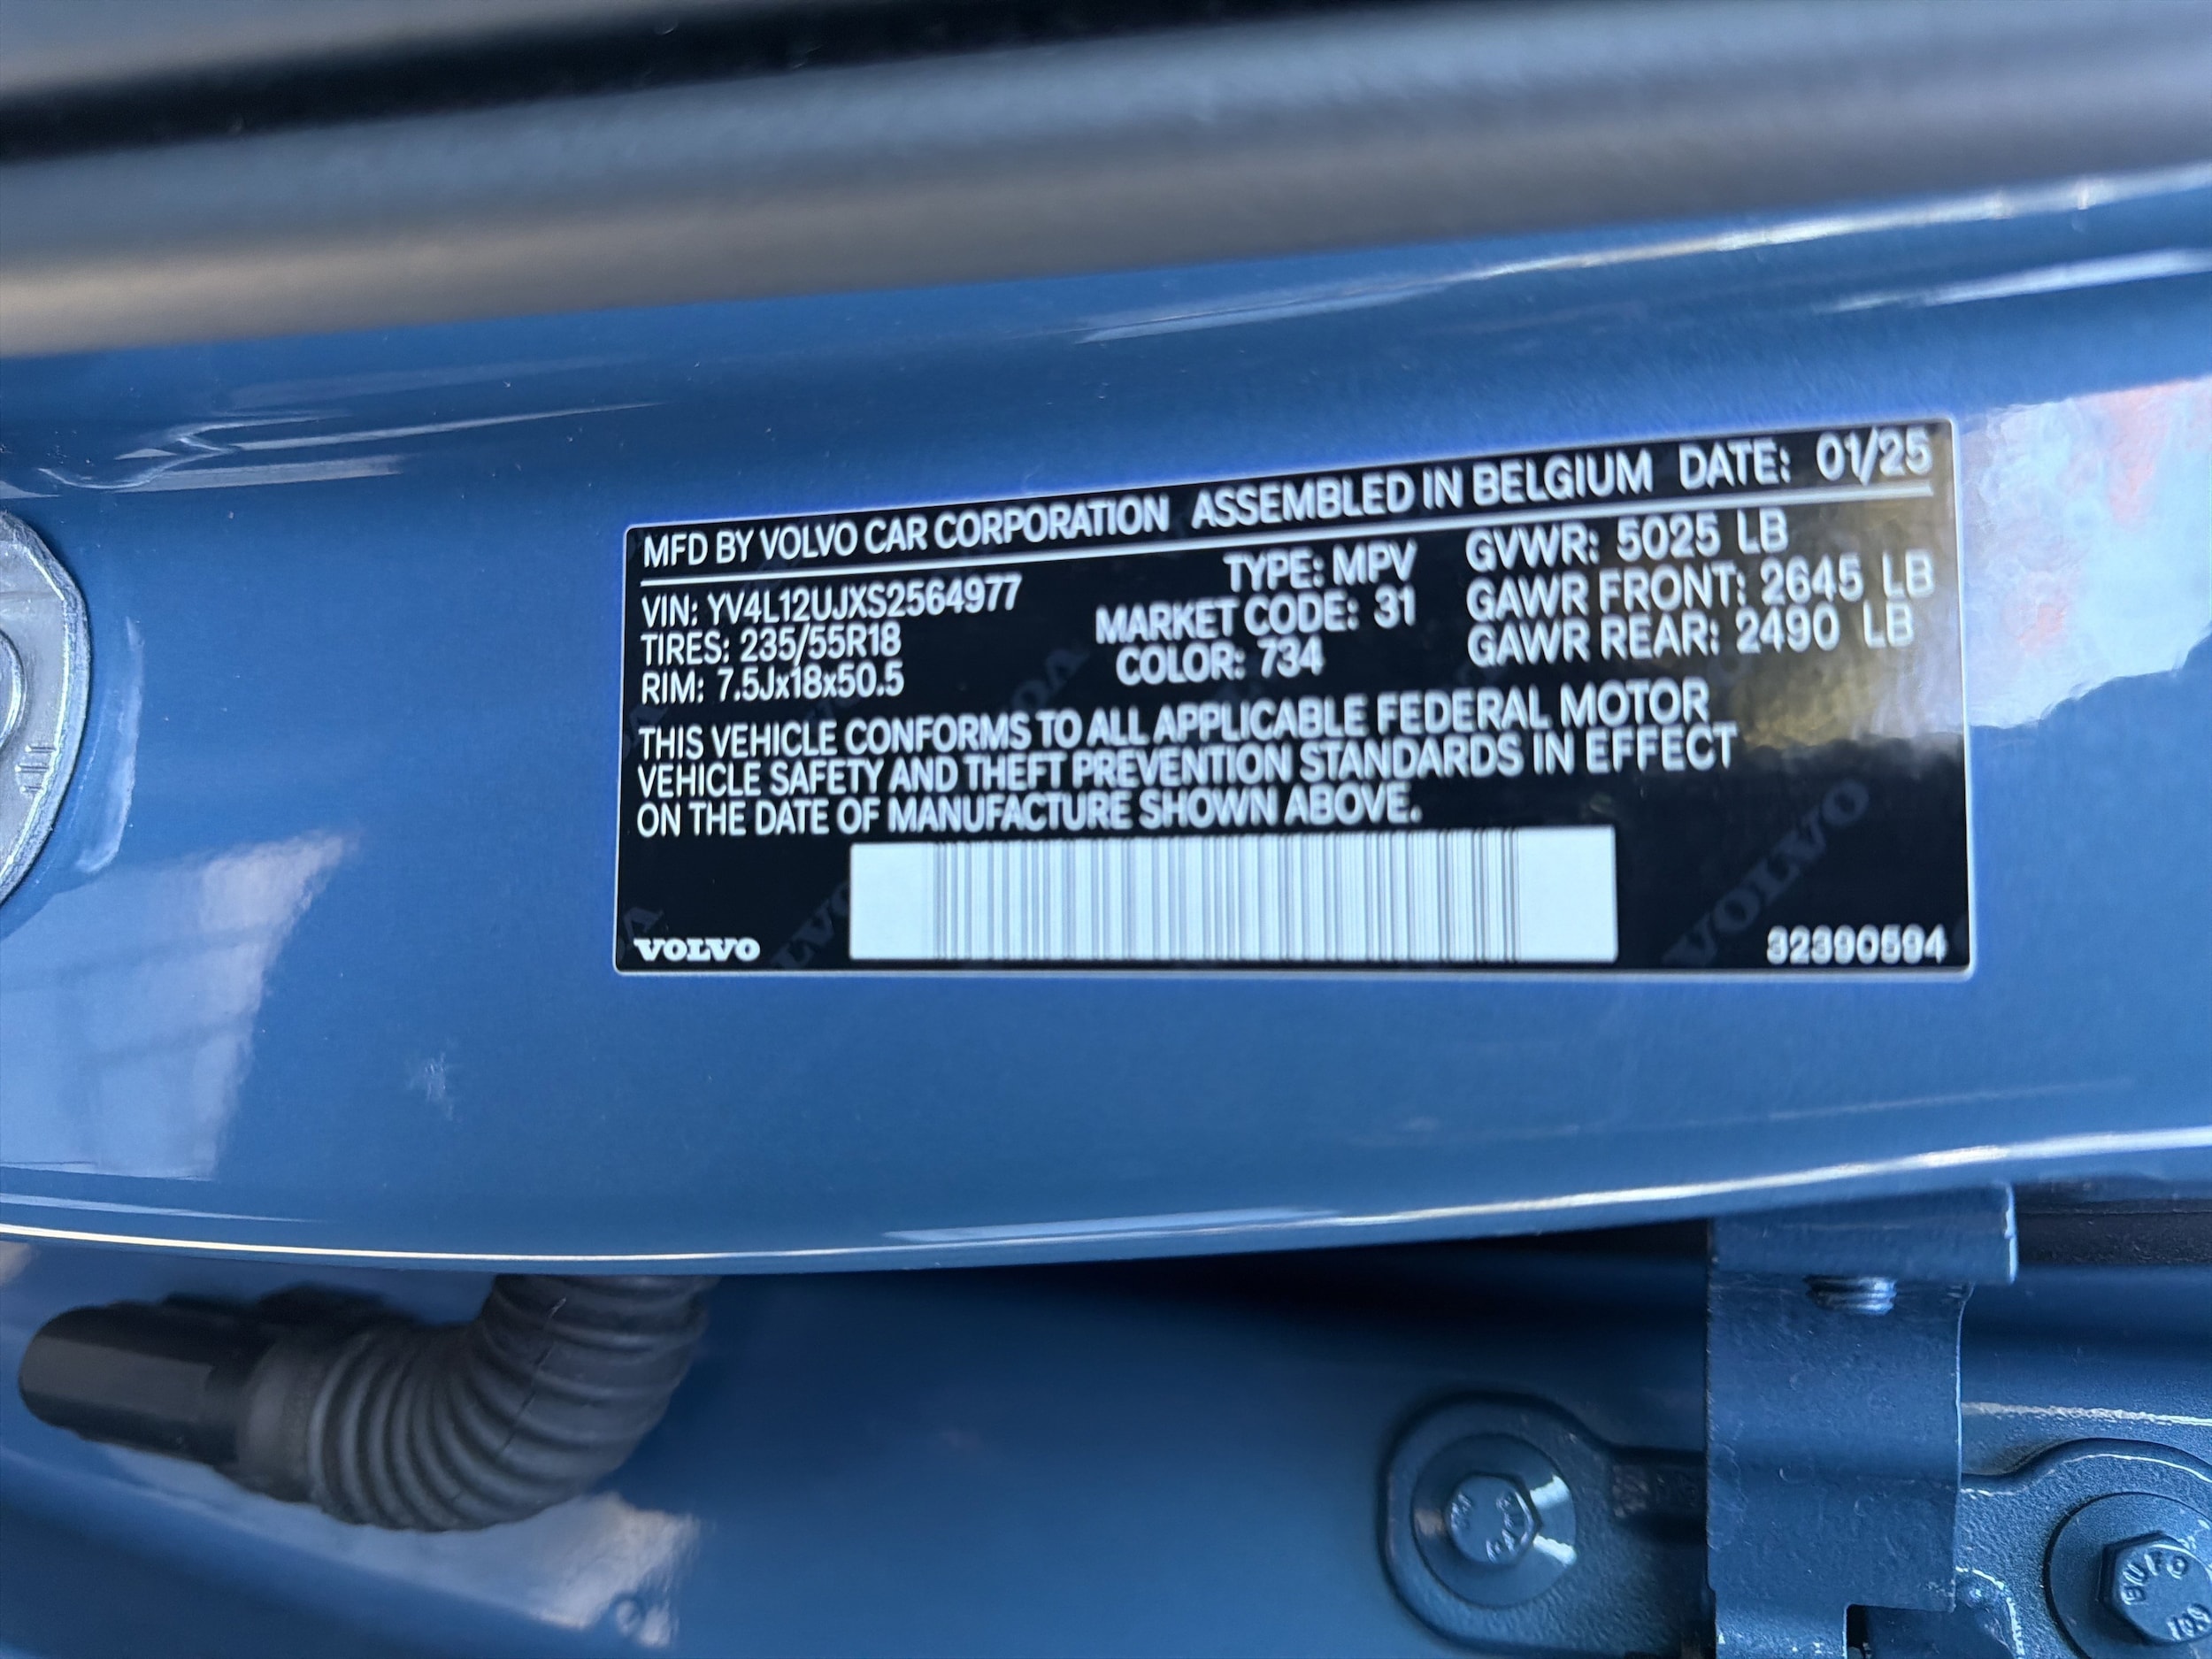 MFD BY VOLVO CAR CORPORATION ASSEMBLED IN BELGIUM DATE: 01/25
VIN: YV4L12UJXS2564977 TYPE: MPV GVWR: 5025 LB
TIRES: 235/55R18 MARKET CODE: 31 GAWR FRONT: 2645 LB
RIM: 7.5Jx18x50.5 COLOR: 734 GAWR REAR: 2490 LB
THIS VEHICLE CONFORMS TO ALL APPLICABLE FEDERAL MOTOR
VEHICLE SAFETY AND THEFT PREVENTION STANDARDS IN EFFECT
ON THE DATE OF MANUFACTURE SHOWN ABOVE.
VOLVO
VOLVO 32390594
BUFO
100